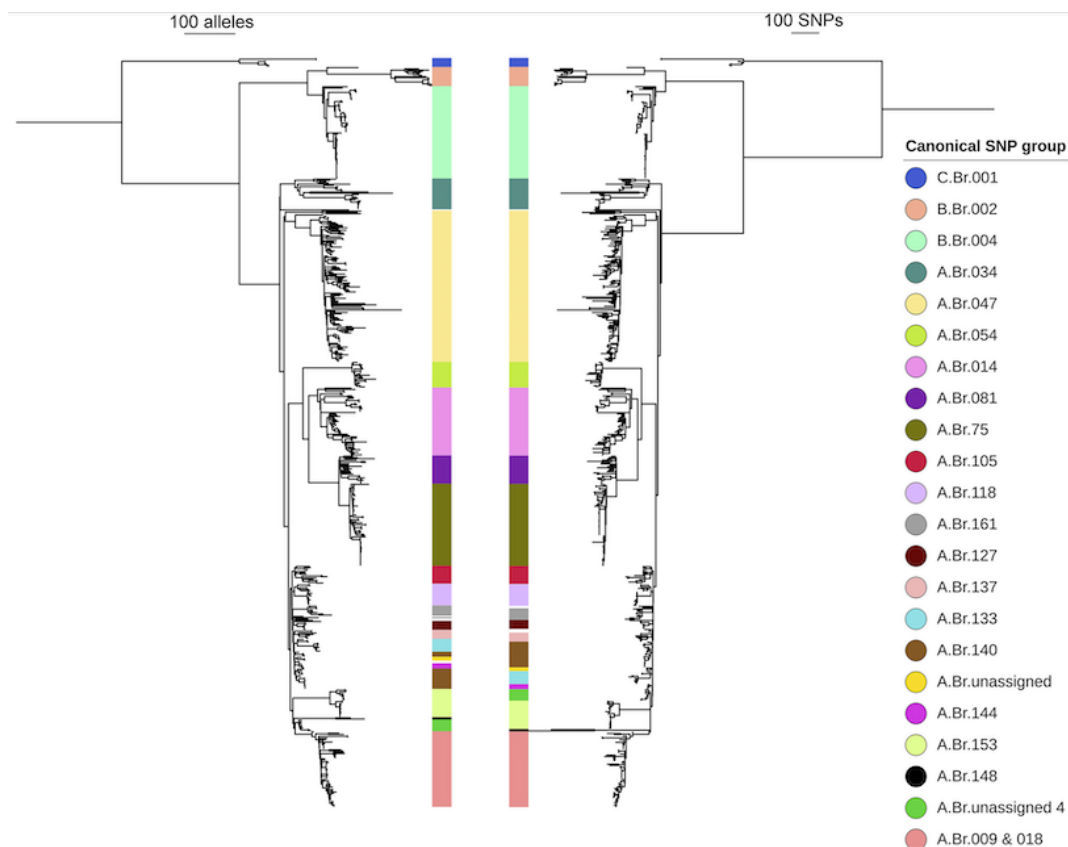 100 alleles
100 SNPs
Canonical SNP group
C.Br.001
B.Br.002
B.Br.004
A.Br.034
A.Br.047
A.Br.054
A.Br.014
A.Br.081
A.Br.75
A.Br.105
A.Br.118
A.Br.161
A.Br.127
A.Br.137
A.Br.133
A.Br.140
A.Br.unassigned
A.Br.144
A.Br.153
A.Br.148
A.Br.unassigned 4
A.Br.009 & 018